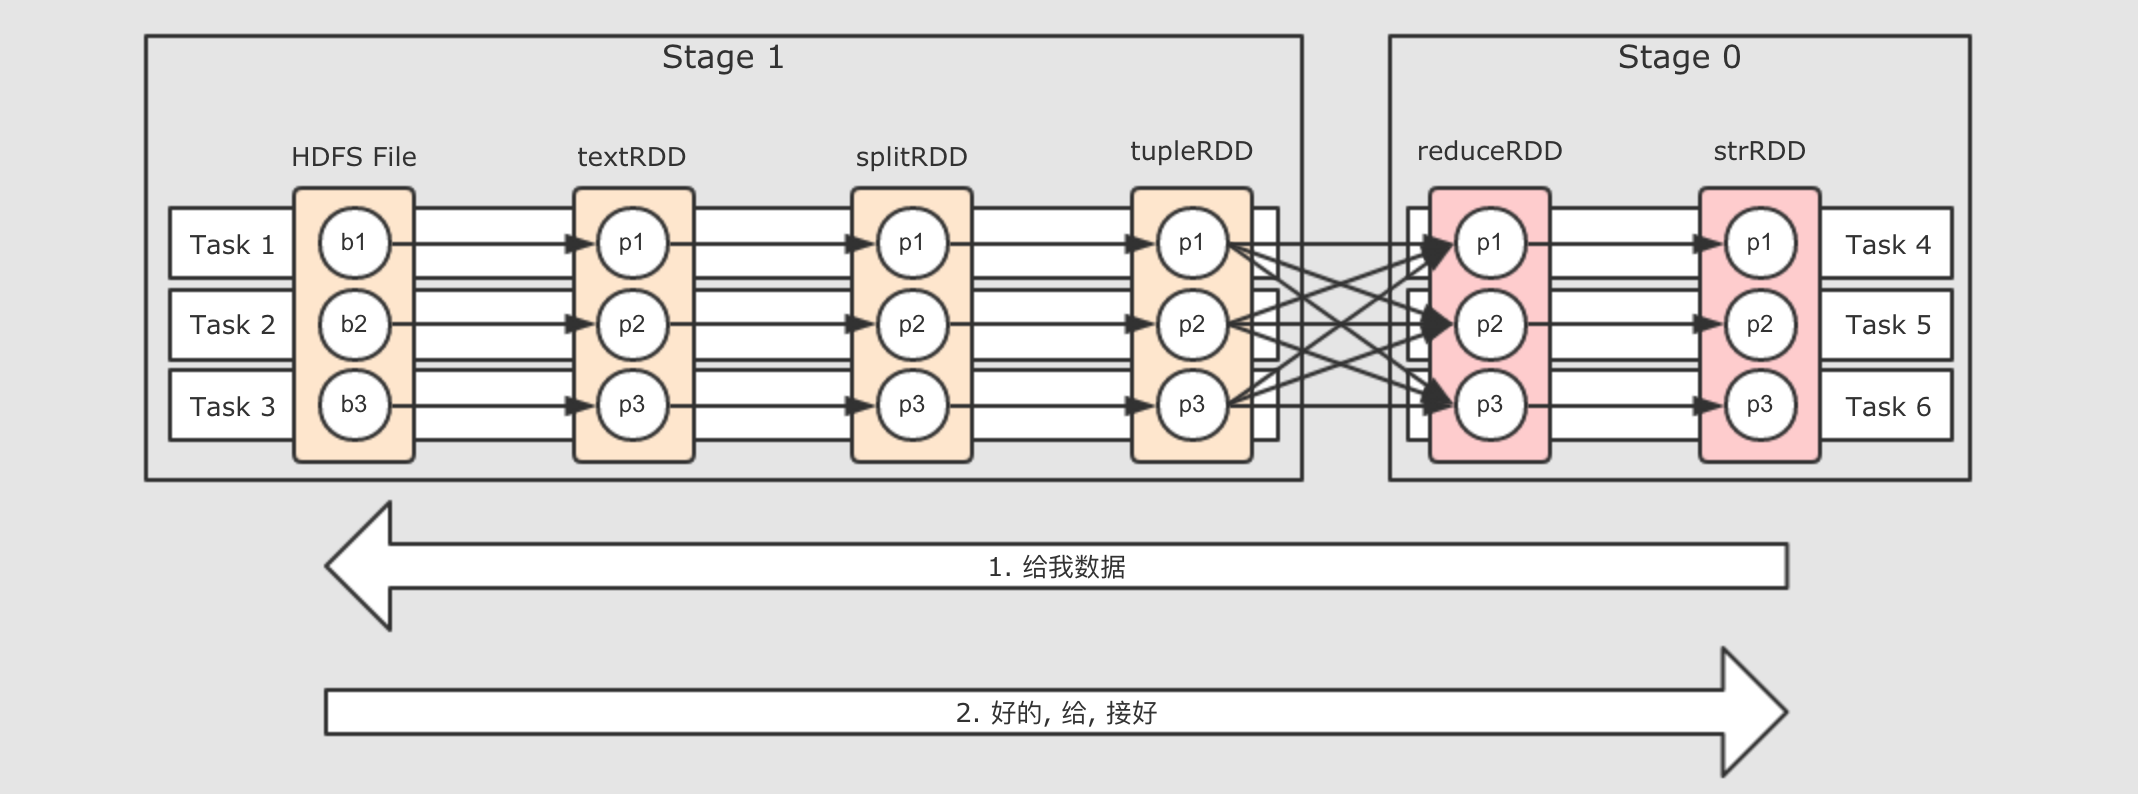 Stage 1
Stage 0
HDFS File
textRDD
splitRDD
tupleRDD
reduceRDD
strRDD
Task 1
b1
p1
p1
p1
p1
p1
Task 4
Task 2
b2
p2
p2
p2
p2
p2
Task 5
Task 3
b3
p3
p3
p3
p3
p3
Task 6
1. 给我数据
2. 好的, 给, 接好